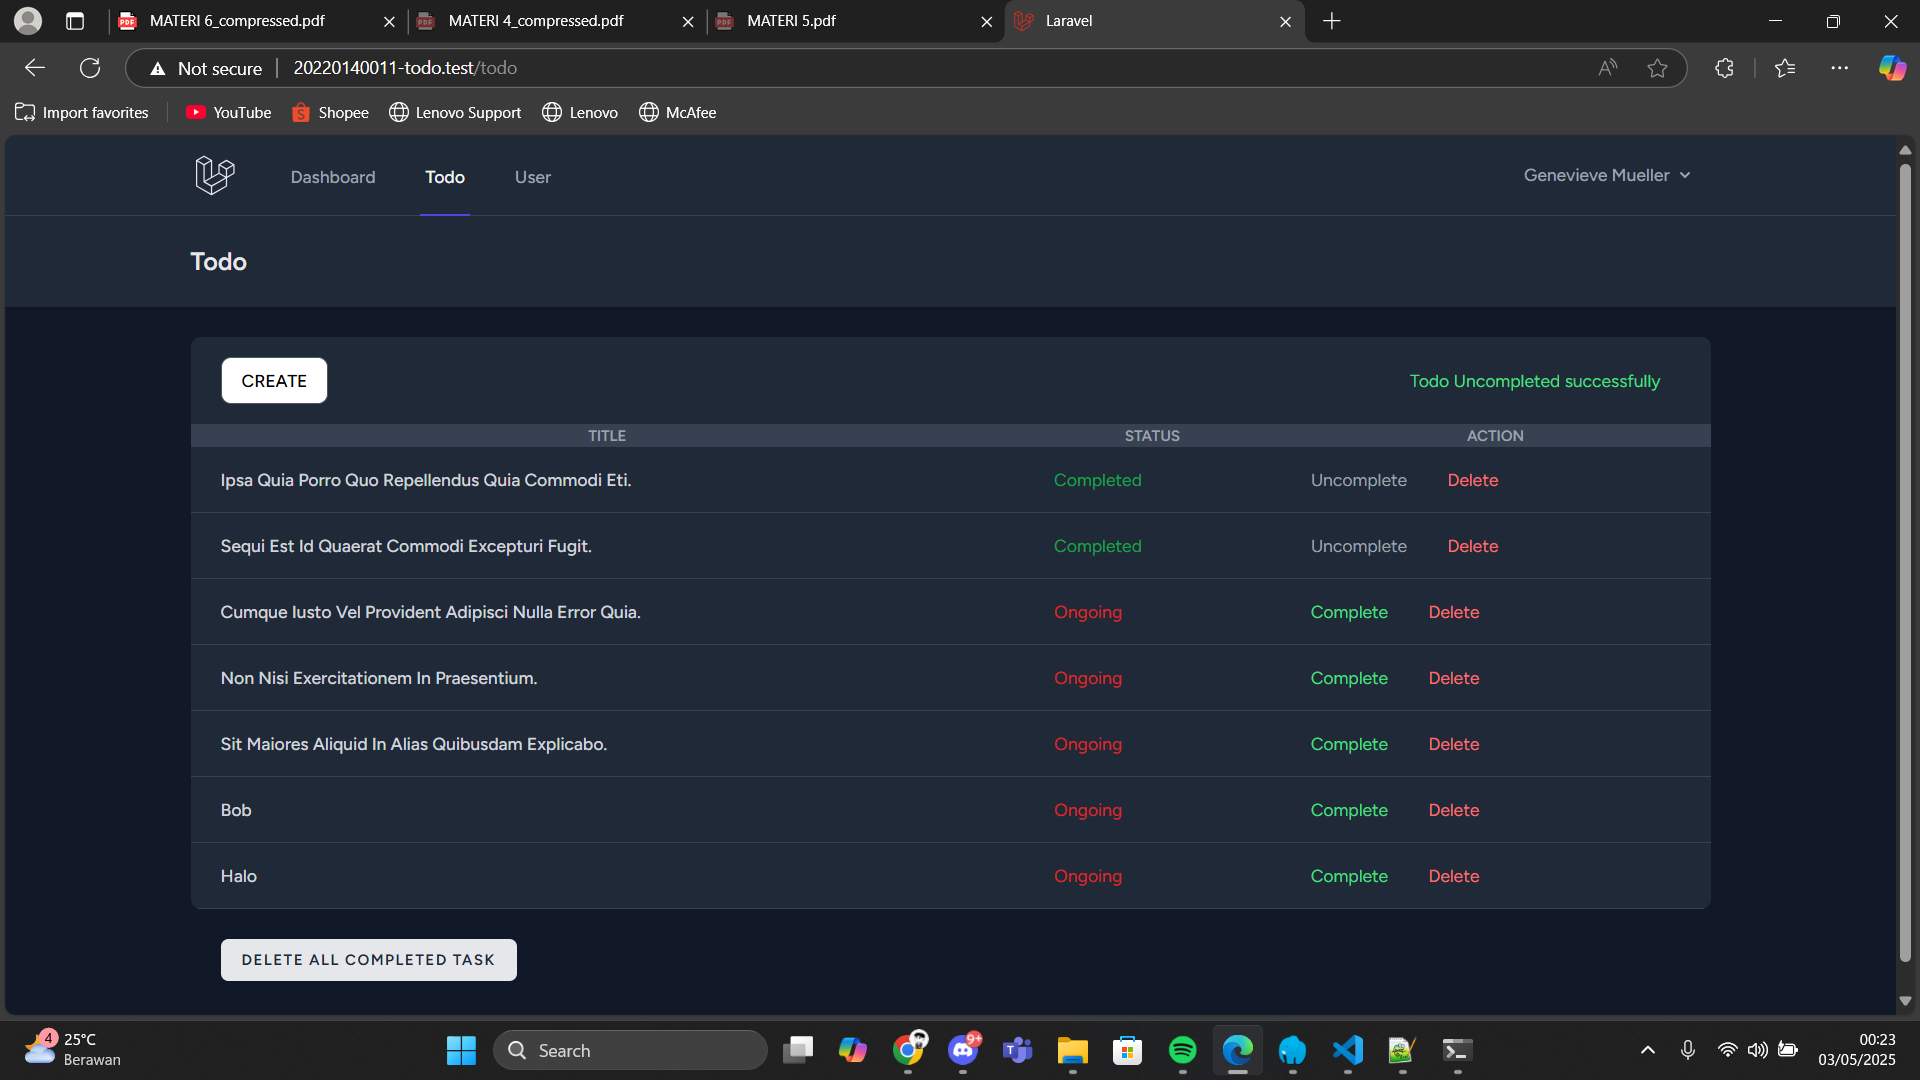 MATERI 6_compressed.pdf
MATERI 4_compressed.pdf
MATERI 5.pdf
Laravel
Not secure
20220140011-todo.test/todo
Import favorites
YouTube
Shopee
Lenovo Support
Lenovo
McAfee
Dashboard
Todo
User
Genevieve Mueller
Todo
CREATE
Todo Uncompleted successfully
TITLE STATUS ACTION
Ipsa Quia Porro Quo Repellendus Quia Commodi Eti. Completed Uncomplete Delete
Sequi Est Id Quaerat Commodi Excepturi Fugit. Completed Uncomplete Delete
Cumque Iusto Vel Provident Adipisci Nulla Error Quia. Ongoing Complete Delete
Non Nisi Exercitationem In Praesentium. Ongoing Complete Delete
Sit Maiores Aliquid In Alias Quibusdam Explicabo. Ongoing Complete Delete
Bob Ongoing Complete Delete
Halo Ongoing Complete Delete
DELETE ALL COMPLETED TASK
4
25°C
Berawan
Search
9+
00:23
03/05/2025